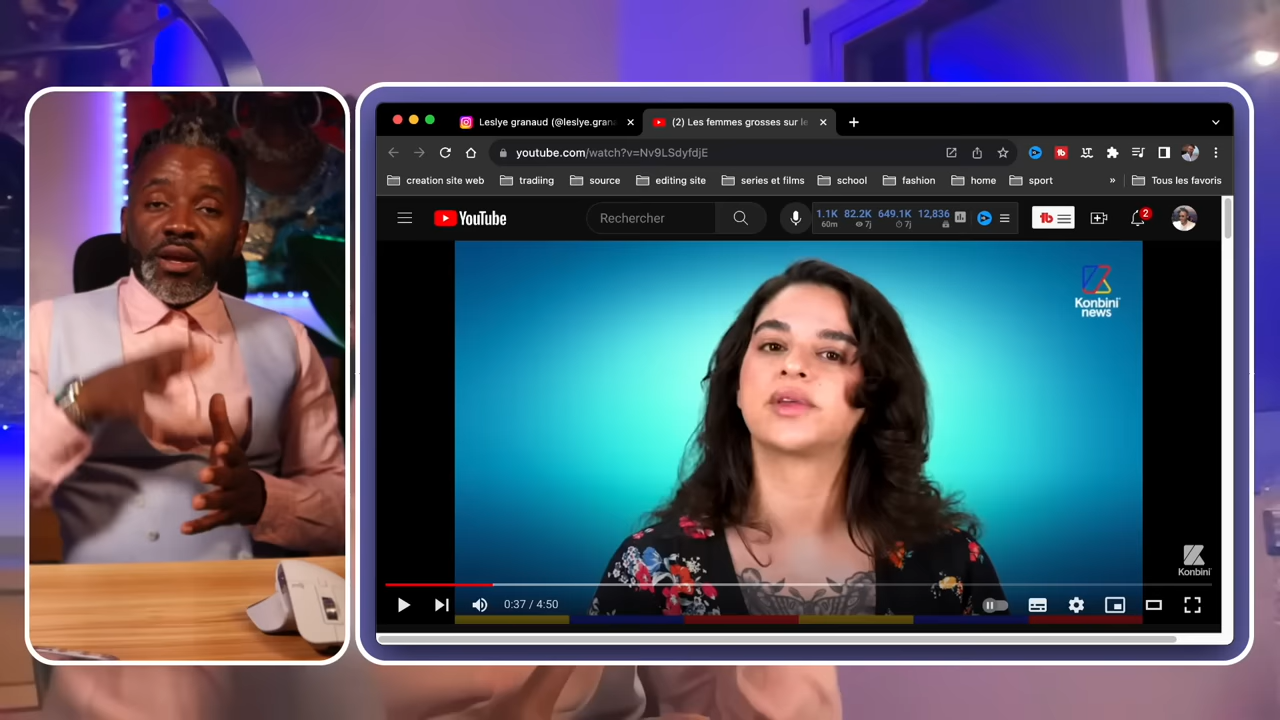 Leslye granaud (@leslye.grana
(2) Les femmes grosses sur le
youtube.com/watch?v=Nv9LSdyfdjE
creation site web
tradiing
source
editing site
series et films
school
fashion
home
sport
»
Tous les favoris
YouTube
Rechercher
1.1K 82.2K 649.1K 12,836
60m 7j 7j
tb
2
Konbini
news
Konbini
0:37 / 4:50